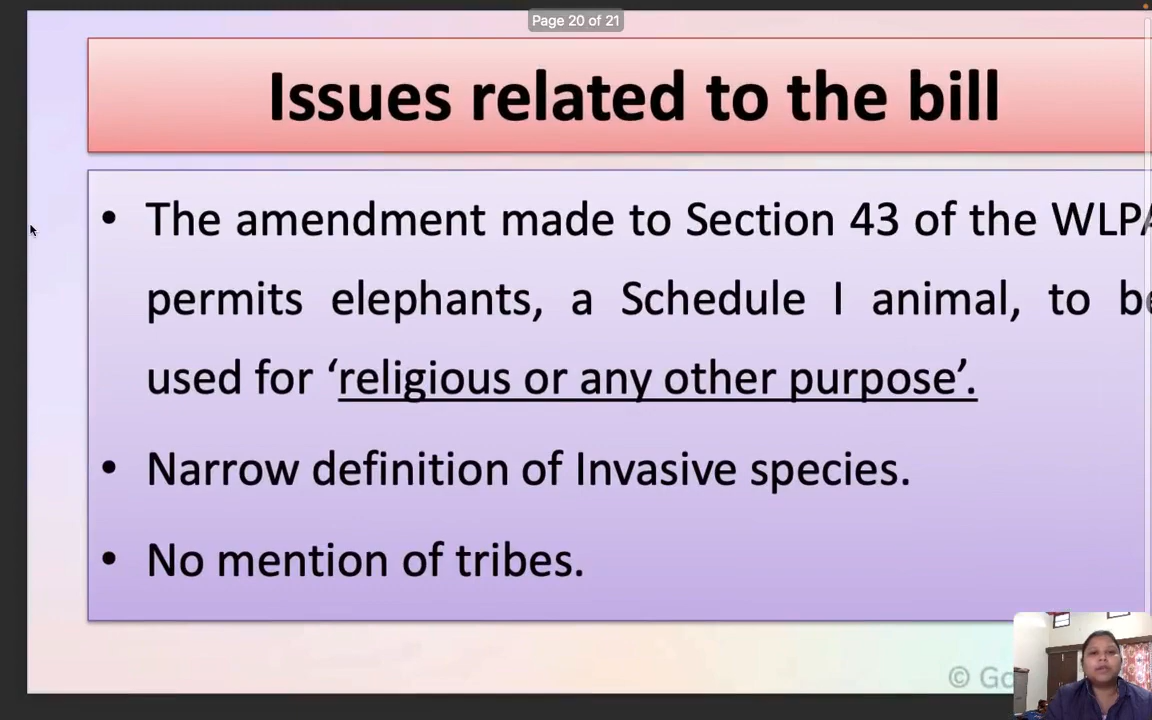 Page 20 of 21
Issues related to the bill
• The amendment made to Section 43 of the WLPA
permits elephants, a Schedule I animal, to be
used for ‘religious or any other purpose’.
• Narrow definition of Invasive species.
• No mention of tribes.
©